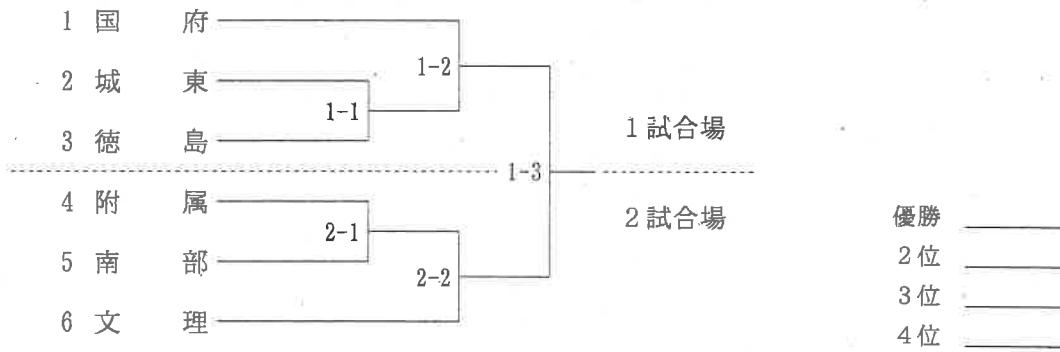 1 国 府
1-2
2 城 東
1-1
3 徳 島
1試合場
1-3
4 附 属
2試合場
2-1
5 南 部
2-2
6 文 理
優勝
2位
3位
4位